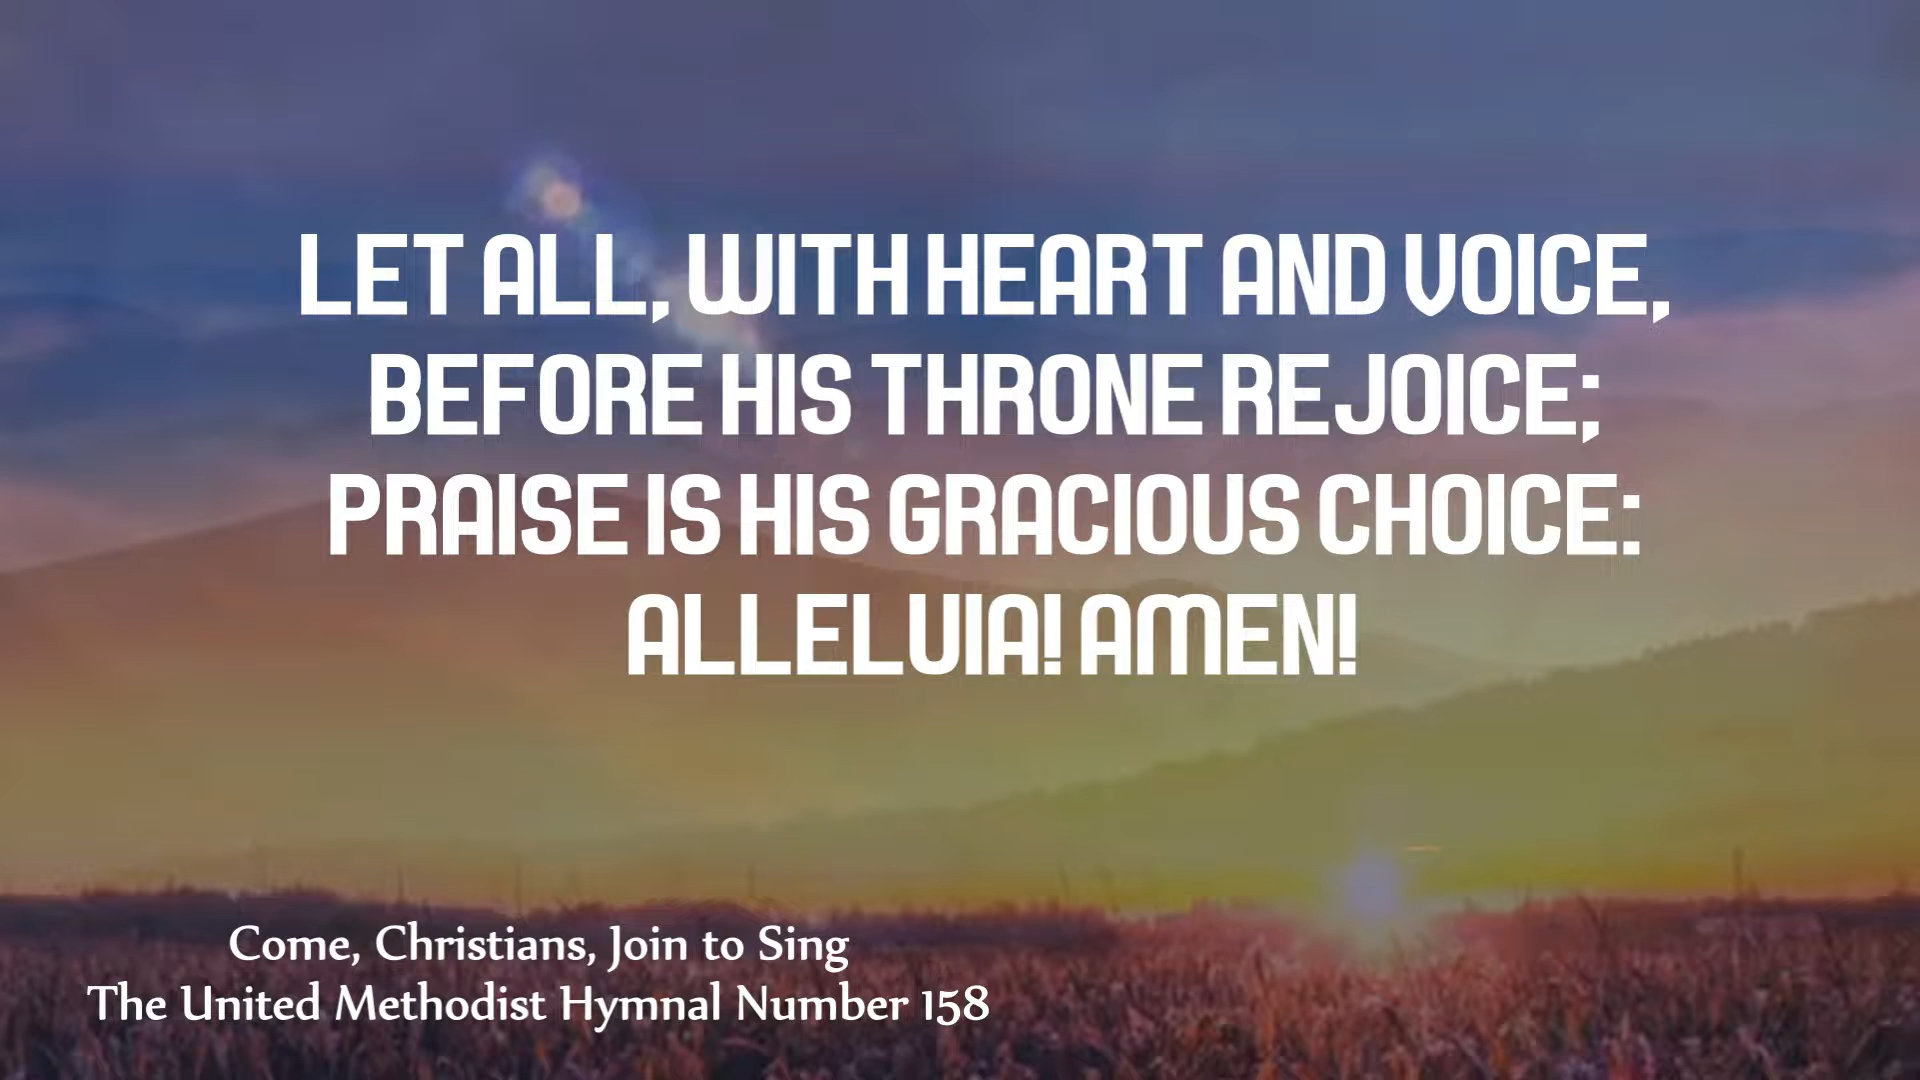 LET ALL, WITH HEART AND VOICE,
BEFORE HIS THRONE REJOICE;
PRAISE IS HIS GRACIOUS CHOICE:
ALLELUIA! AMEN!
Come, Christians, Join to Sing
The United Methodist Hymnal Number 158